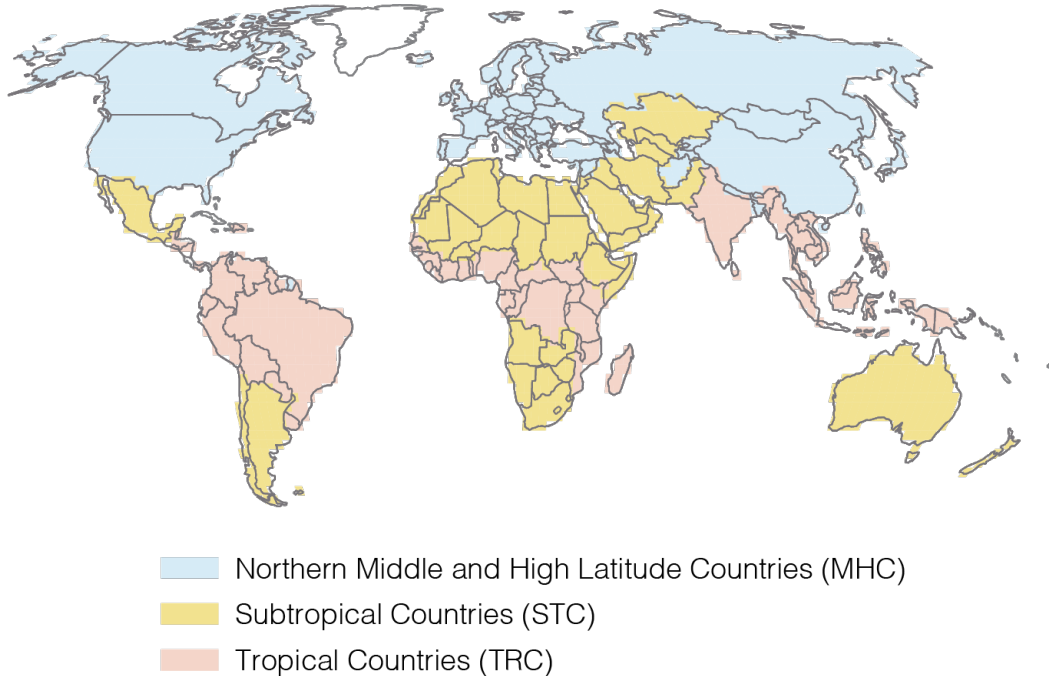 Northern Middle and High Latitude Countries (MHC)
Subtropical Countries (STC)
Tropical Countries (TRC)